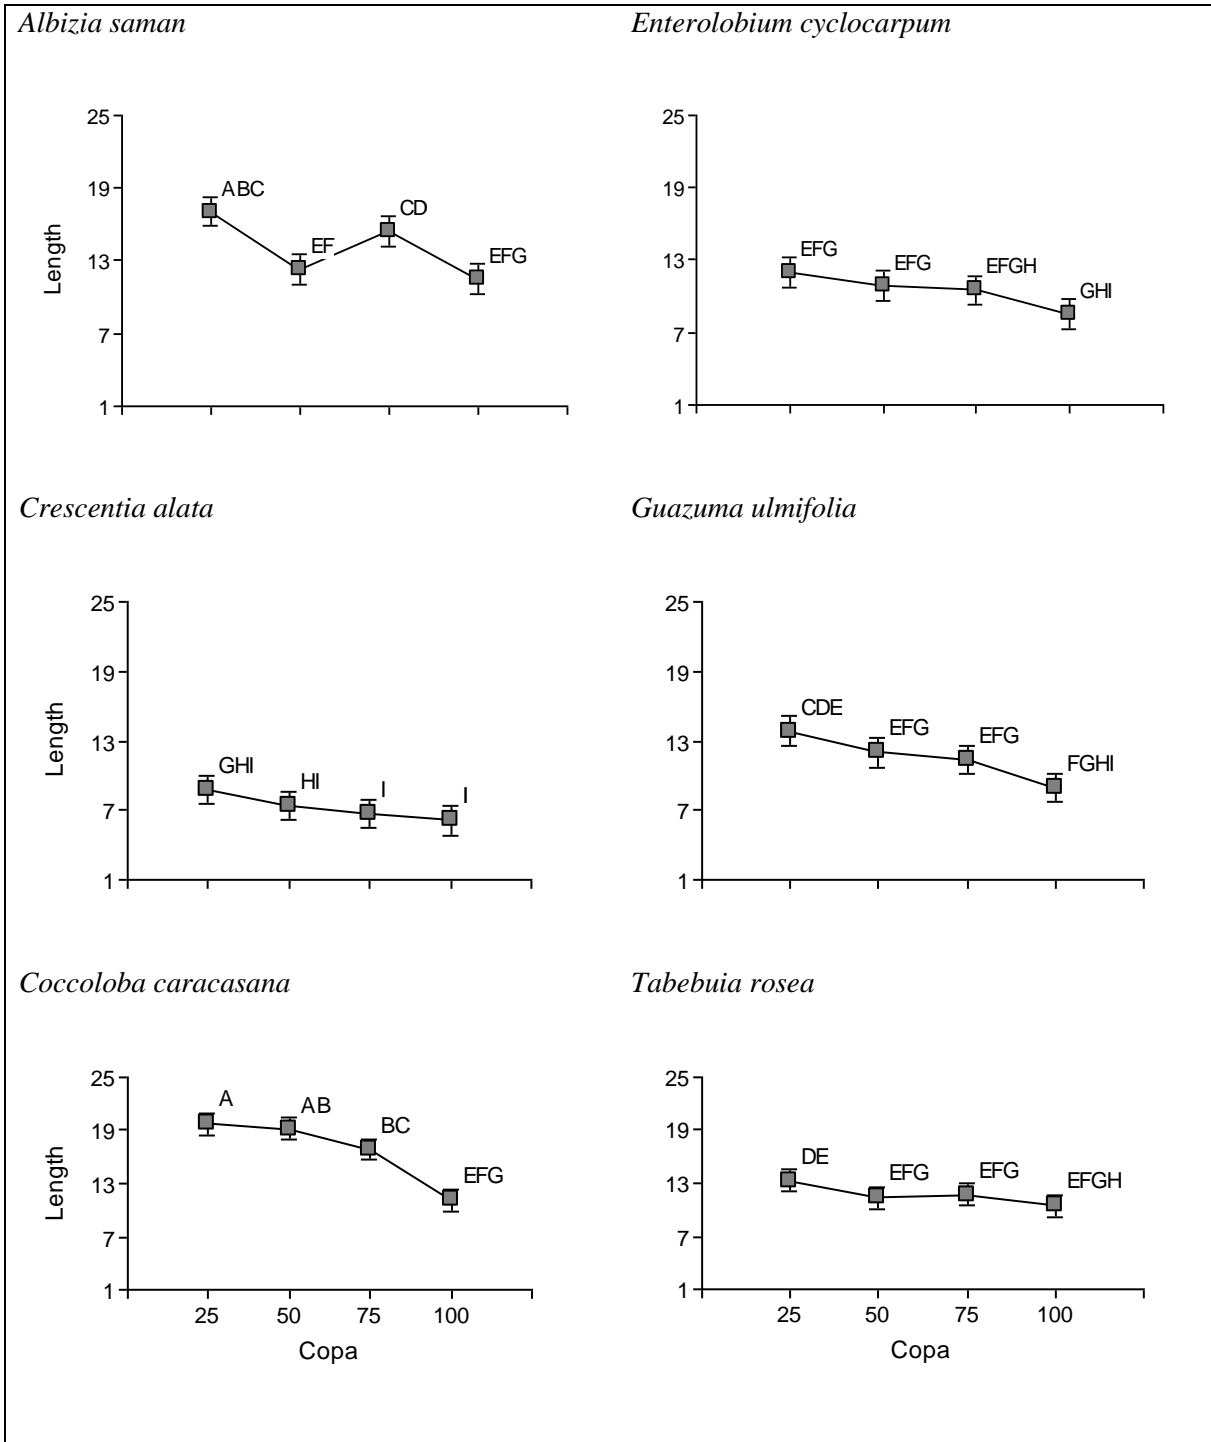 Albizia saman
Enterolobium cyclocarpum
25
19
13
7
1
Length
ABC
EF
CD
EFG
25
19
13
7
1
EFG
EFG
EFGH
GHI
Crescentia alata
Guazuma ulmifolia
25
19
13
7
1
Length
GHI
HI
I
I
25
19
13
7
1
CDE
EFG
EFG
FGHI
Coccoloba caracasana
Tabebuia rosea
25
19
13
7
1
Length
A
AB
BC
EFG
25 50 75 100
Copa
25
19
13
7
1
DE
EFG
EFG
EFGH
25 50 75 100
Copa